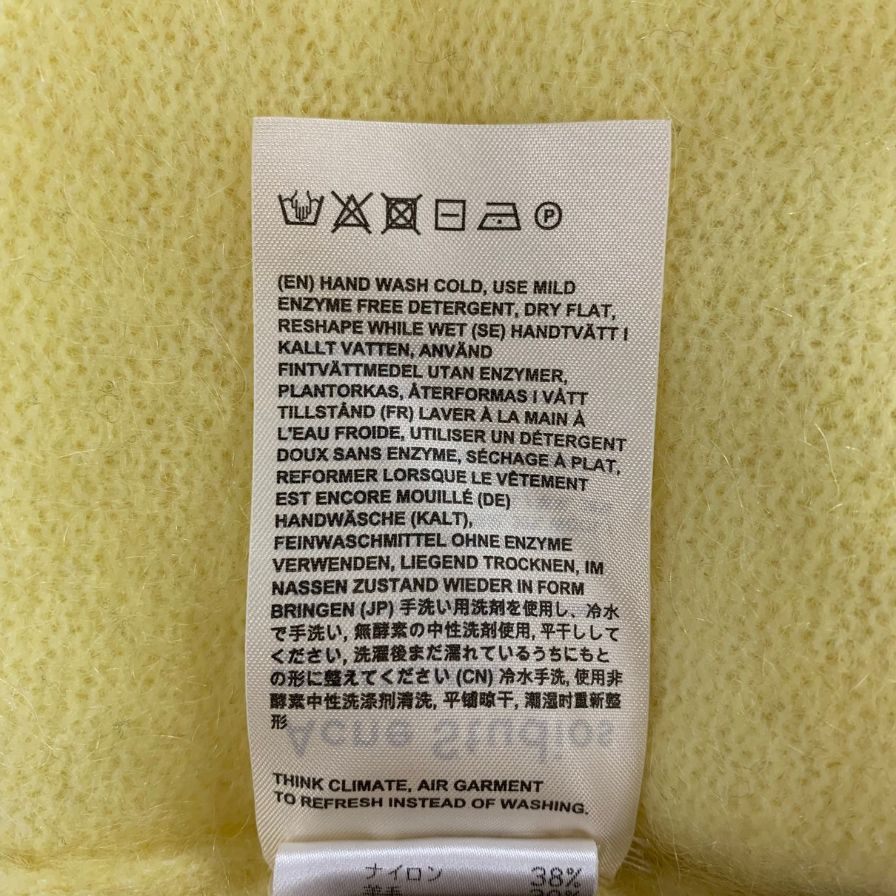 P
(EN) HAND WASH COLD, USE MILD
ENZYME FREE DETERGENT, DRY FLAT,
RESHAPE WHILE WET (SE) HANDTVÄTT I
KALLT VATTEN, ANVÄND
FINTVÄTTMEDEL UTAN ENZYMER,
PLANTORKAS, ÅTERFORMAS I VÅTT
TILLSTÅND (FR) LAVER À LA MAIN À
L'EAU FROIDE, UTILISER UN DÉTERGENT
DOUX SANS ENZYME, SÉCHAGE À PLAT,
REFORMER LORSQUE LE VÊTEMENT
EST ENCORE MOUILLÉ (DE)
HANDWÄSCHE (KALT),
FEINWASCHMITTEL OHNE ENZYME
VERWENDEN, LIEGEND TROCKNEN, IM
NASSEN ZUSTAND WIEDER IN FORM
BRINGEN (JP) 手洗い用洗剤を使用し、冷水
で手洗い, 無酵素の中性洗剤使用, 平干ししてください, 洗濯後まだ濡れているうちにもと
の形に整えてください (CN) 冷水手洗, 使用非
酵素中性洗涤剂清洗, 平铺晾干, 潮湿时重新整
形
Acne Studios
THINK CLIMATE, AIR GARMENT
TO REFRESH INSTEAD OF WASHING.
ナイロン 38%
羊毛